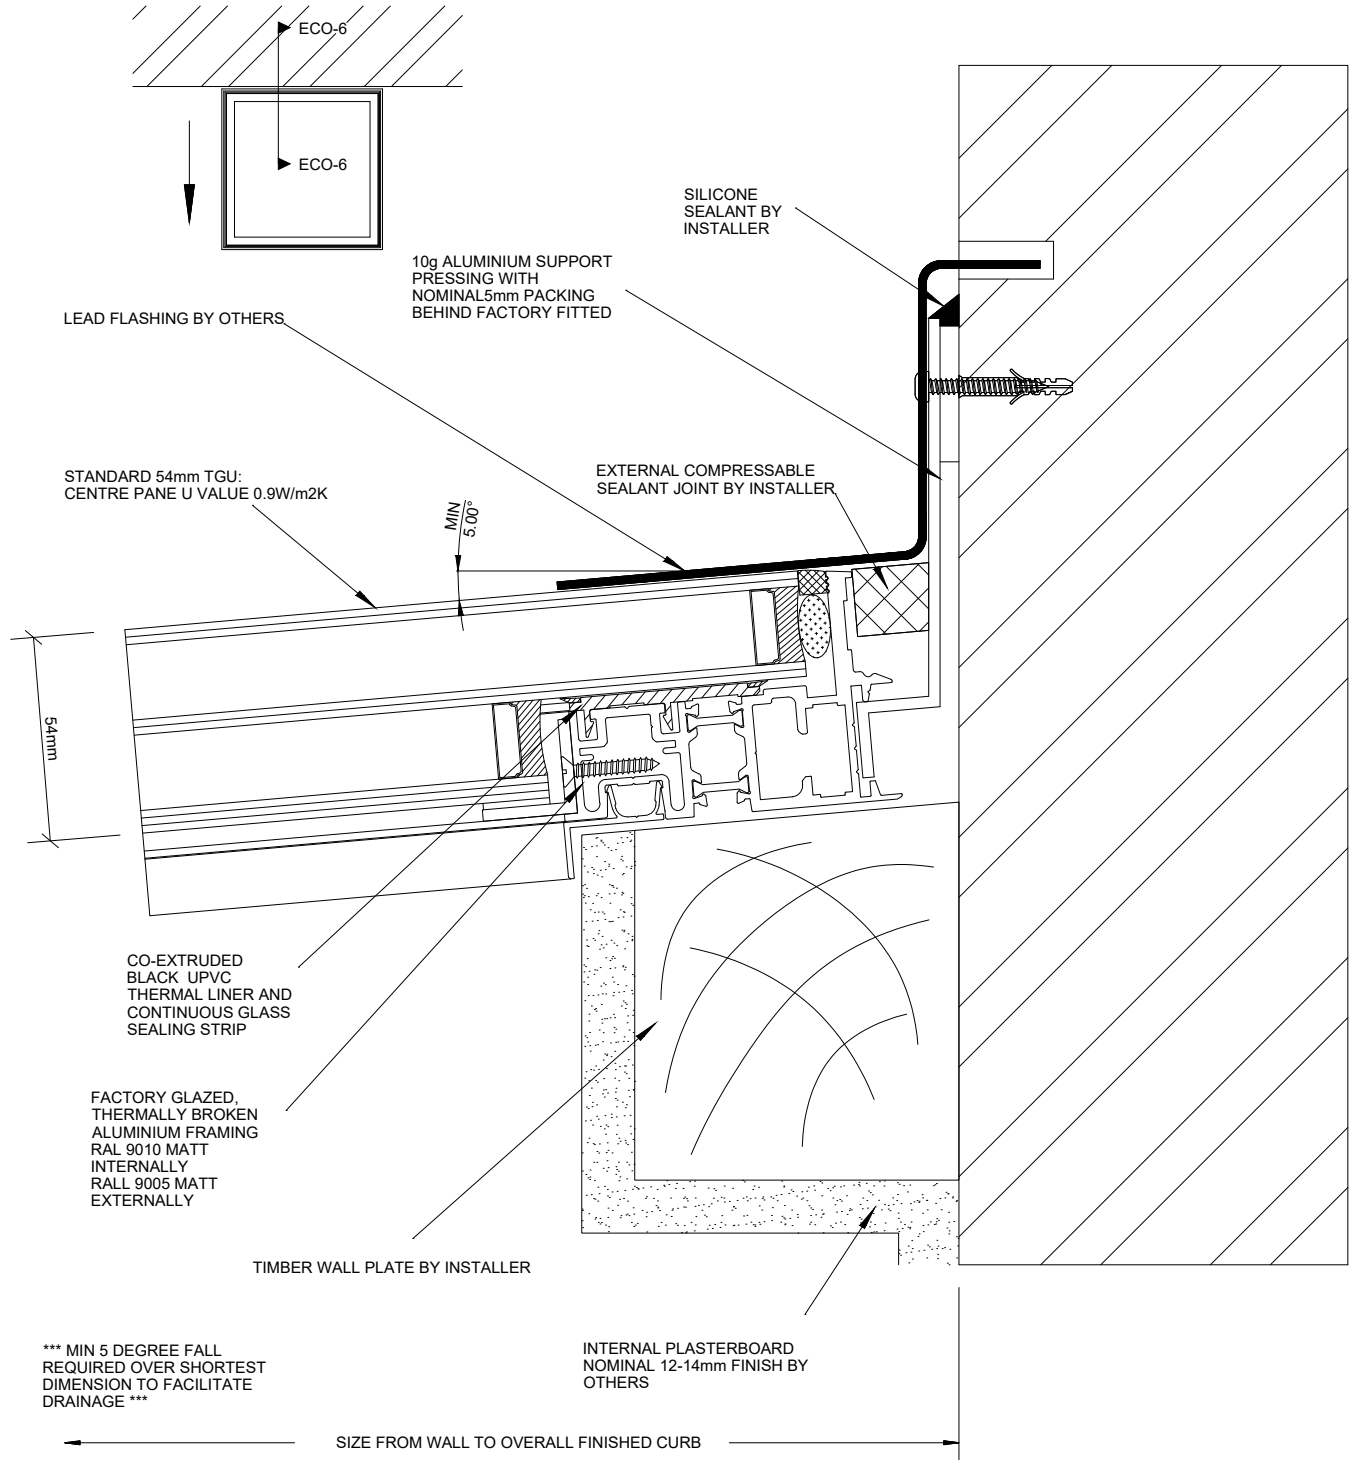 ECO-6
ECO-6
SILICONE
SEALANT BY
INSTALLER
10g ALUMINIUM SUPPORT
PRESSING WITH
NOMINAL5mm PACKING
BEHIND FACTORY FITTED
LEAD FLASHING BY OTHERS
STANDARD 54mm TGU:
CENTRE PANE U VALUE 0.9W/m2K
EXTERNAL COMPRESSABLE
SEALANT JOINT BY INSTALLER
MIN
5.00°
54mm
CO-EXTRUDED
BLACK UPVC
THERMAL LINER AND
CONTINUOUS GLASS
SEALING STRIP
FACTORY GLAZED,
THERMALLY BROKEN
ALUMINIUM FRAMING
RAL 9010 MATT
INTERNALLY
RALL 9005 MATT
EXTERNALLY
TIMBER WALL PLATE BY INSTALLER
*** MIN 5 DEGREE FALL
REQUIRED OVER SHORTEST
DIMENSION TO FACILITATE
DRAINAGE ***
INTERNAL PLASTERBOARD
NOMINAL 12-14mm FINISH BY
OTHERS
SIZE FROM WALL TO OVERALL FINISHED CURB